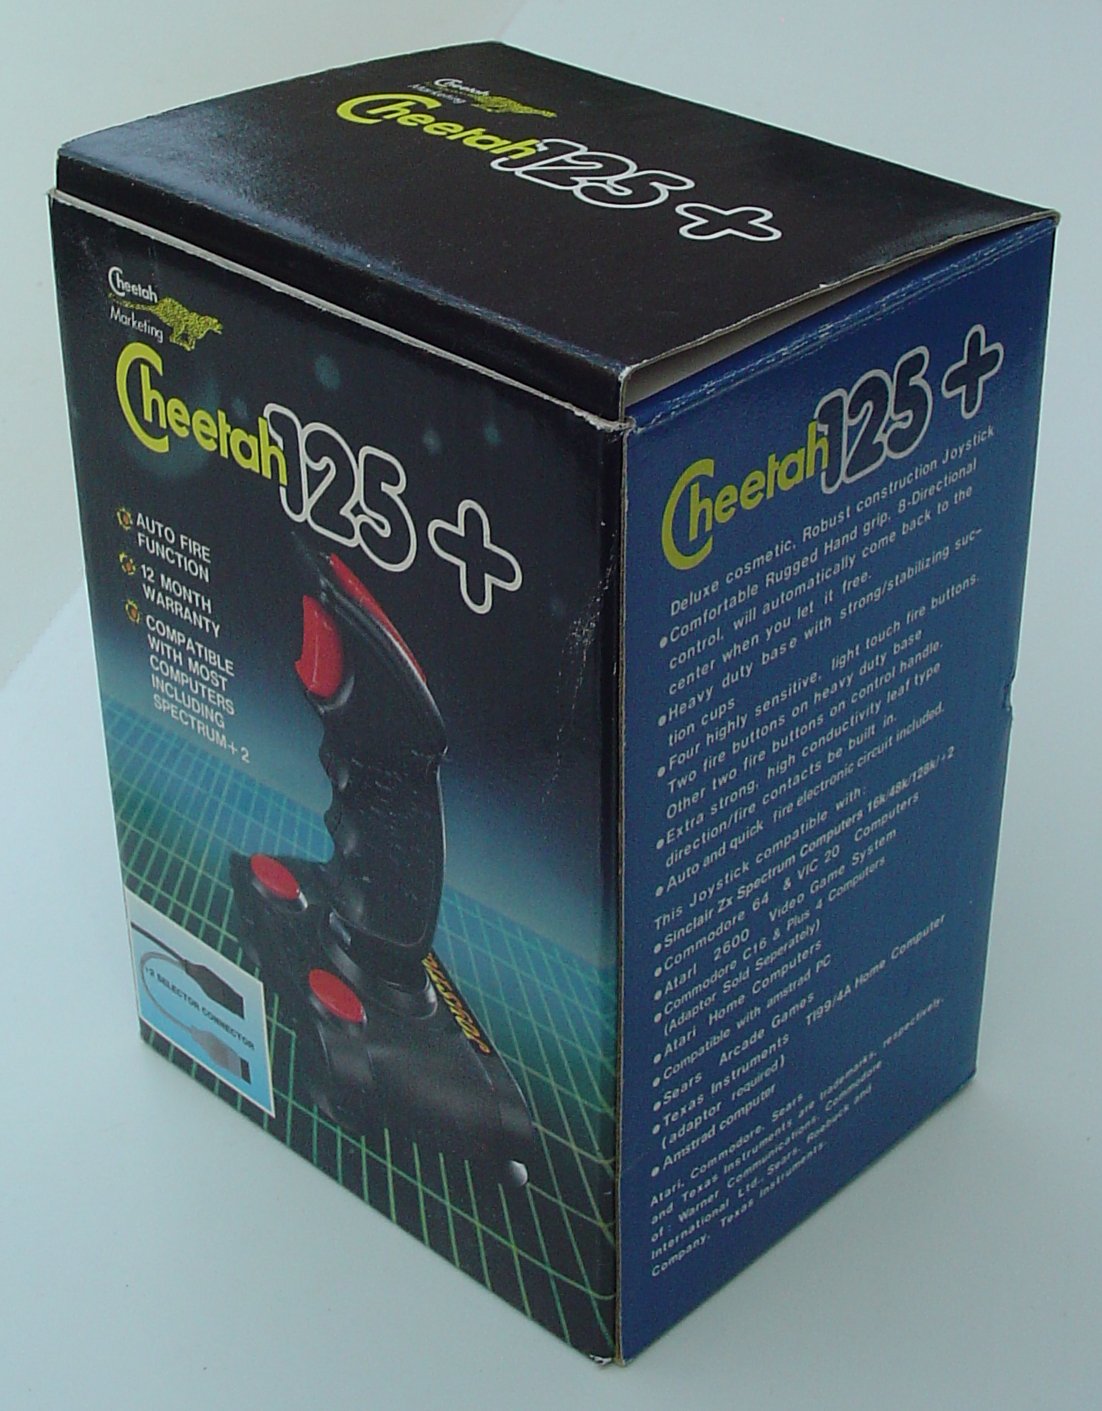 Cheetah
Marketing
Cheetah 125 +
Cheetah
Marketing
Cheetah 125 +
AUTO FIRE
FUNCTION
12 MONTH
WARRANTY
COMPATIBLE
WITH MOST
COMPUTERS
INCLUDING
SPECTRUM+2
+2 SELECTOR CONNECTOR
Cheetah 125 +
Deluxe cosmetic, Robust construction Joystick
•Comfortable Rugged Hand grip, 8-Directional
control, will automatically come back to the
center when you let it free.
•Heavy duty base with strong/stabilizing suc-
tion cups
•Four highly sensitive, light touch fire buttons.
Two fire buttons on heavy duty base
Other two fire buttons on control handle.
•Extra strong, high conductivity leaf type
direction/fire contacts be built in.
•Auto and quick fire electronic circuit included.
This Joystick compatible with:
•Sinclair Zx Spectrum Computers 16k/48k/128k/+2
•Commodore 64 & VIC 20 Computers
•Atari 2600 Video Game System
•Commodore C16 & Plus 4 Computers
(Adaptor Sold Seperately)
•Atari Home Computers
•Compatible with amstrad PC
•Sears Arcade Games
•Texas Instruments TIgg/4A Home Computer
(adaptor required)
•Amstrad computer
Atari, Commodore, Sears
and Texas Instruments are trademarks, respectively,
of: Warner Communications, Commodore
International Ltd., Sears, Roebuck and
Company, Texas Instruments.